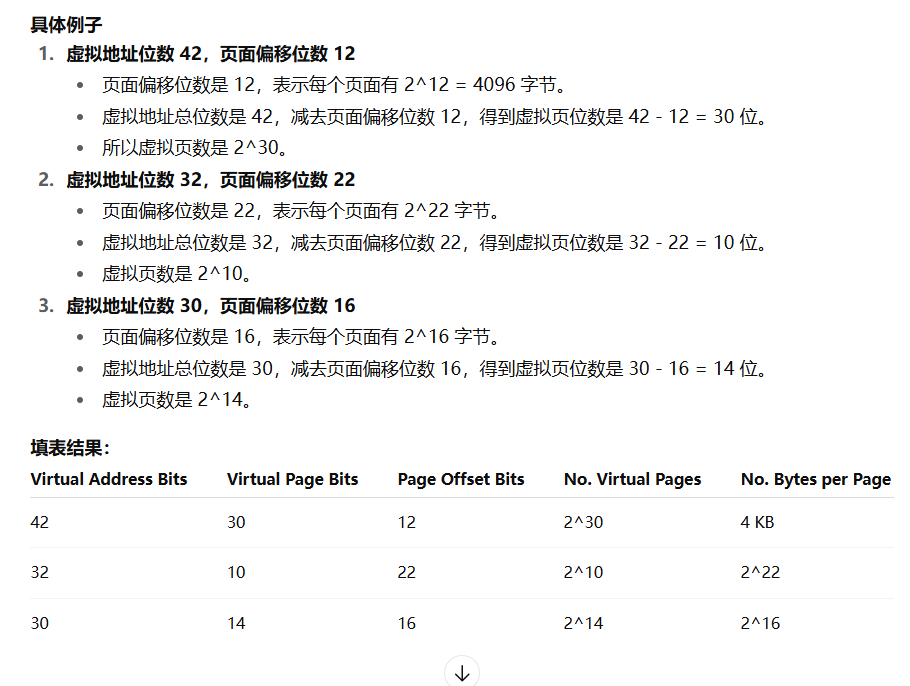 具体例子
1. 虚拟地址位数 42，页面偏移位数 12
• 页面偏移位数是 12，表示每个页面有 2^12 = 4096 字节。
• 虚拟地址总位数是 42，减去页面偏移位数 12，得到虚拟页位数是 42 - 12 = 30 位。
• 所以虚拟页数是 2^30。
2. 虚拟地址位数 32，页面偏移位数 22
• 页面偏移位数是 22，表示每个页面有 2^22 字节。
• 虚拟地址总位数是 32，减去页面偏移位数 22，得到虚拟页位数是 32 - 22 = 10 位。
• 虚拟页数是 2^10。
3. 虚拟地址位数 30，页面偏移位数 16
• 页面偏移位数是 16，表示每个页面有 2^16 字节。
• 虚拟地址总位数是 30，减去页面偏移位数 16，得到虚拟页位数是 30 - 16 = 14 位。
• 虚拟页数是 2^14。
填表结果：
Virtual Address Bits Virtual Page Bits Page Offset Bits No. Virtual Pages No. Bytes per Page
42 30 12 2^30 4 KB
32 10 22 2^10 2^22
30 14 16 2^14 2^16